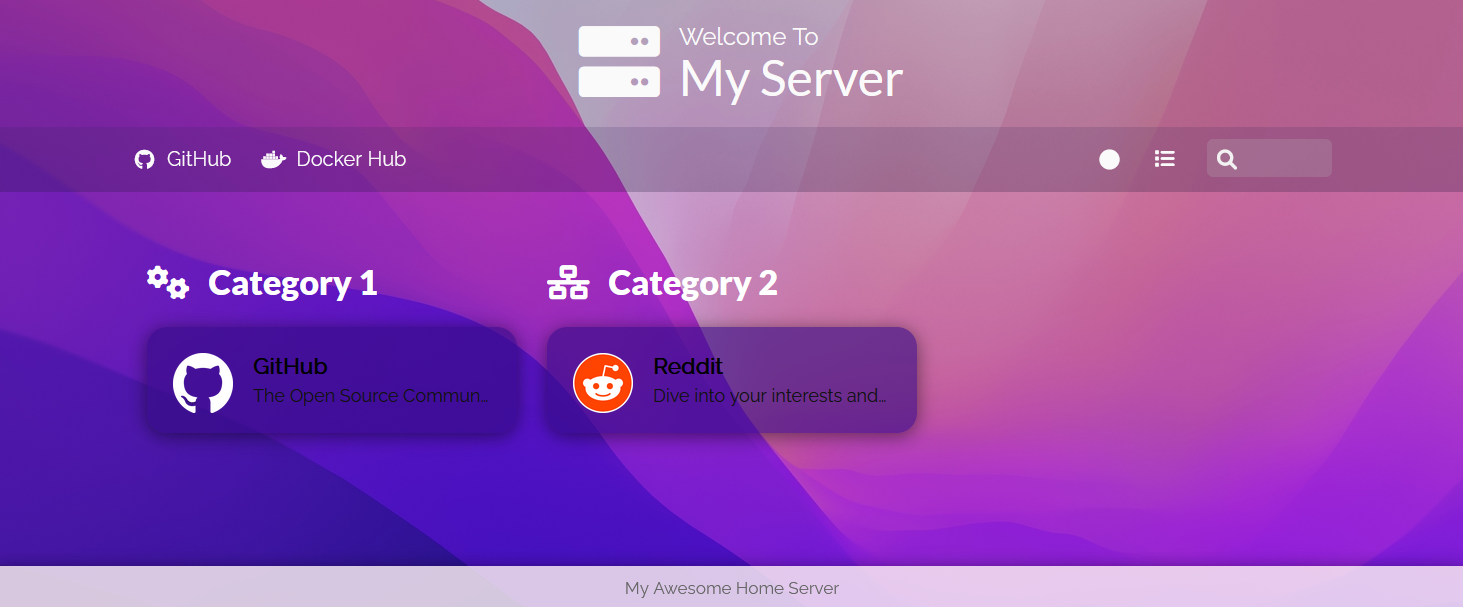 Welcome To
My Server
GitHub
Docker Hub
Category 1
Category 2
GitHub
The Open Source Commun...
Reddit
Dive into your interests and...
My Awesome Home Server